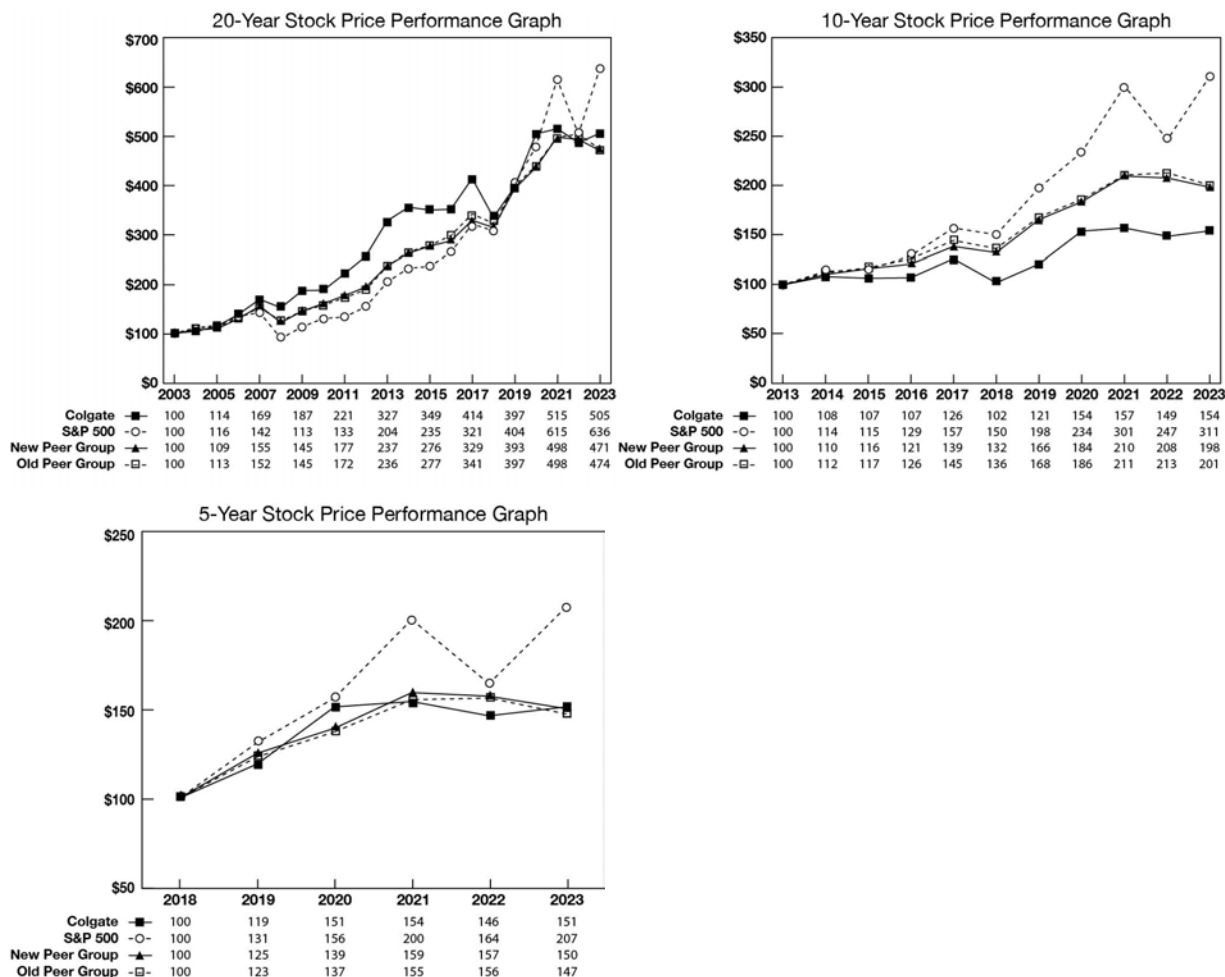 20-Year Stock Price Performance Graph
$700
$600
$500
$400
$300
$200
$100
$0
2003 2005 2007 2009 2011 2013 2015 2017 2019 2021 2023
Colgate 100 114 169 187 221 327 349 414 397 515 505
S&P 500 100 116 142 113 133 204 235 321 404 615 636
New Peer Group 100 109 155 145 177 237 276 329 393 498 471
Old Peer Group 100 113 152 145 172 236 277 341 397 498 474
10-Year Stock Price Performance Graph
$350
$300
$250
$200
$150
$100
$50
$0
2013 2014 2015 2016 2017 2018 2019 2020 2021 2022 2023
Colgate 100 108 107 107 126 102 121 154 157 149 154
S&P 500 100 114 115 129 157 150 198 234 301 247 311
New Peer Group 100 110 116 121 139 132 166 184 210 208 198
Old Peer Group 100 112 117 126 145 136 168 186 211 213 201
5-Year Stock Price Performance Graph
$250
$200
$150
$100
$50
2018 2019 2020 2021 2022 2023
Colgate 100 119 151 154 146 151
S&P 500 100 131 156 200 164 207
New Peer Group 100 125 139 159 157 150
Old Peer Group 100 123 137 155 156 147